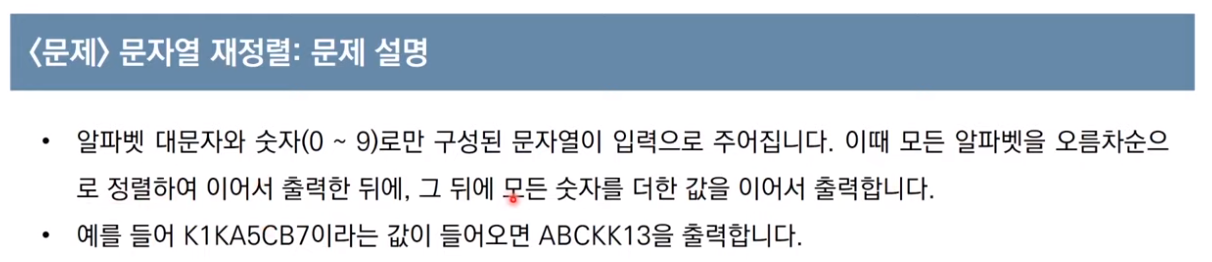 <문제> 문자열 재정렬: 문제 설명
• 알파벳 대문자와 숫자(0 ~ 9)로만 구성된 문자열이 입력으로 주어집니다. 이때 모든 알파벳을 오름차순으
로 정렬하여 이어서 출력한 뒤에, 그 뒤에 모든 숫자를 더한 값을 이어서 출력합니다.
• 예를 들어 K1KA5CB7이라는 값이 들어오면 ABCKK13을 출력합니다.